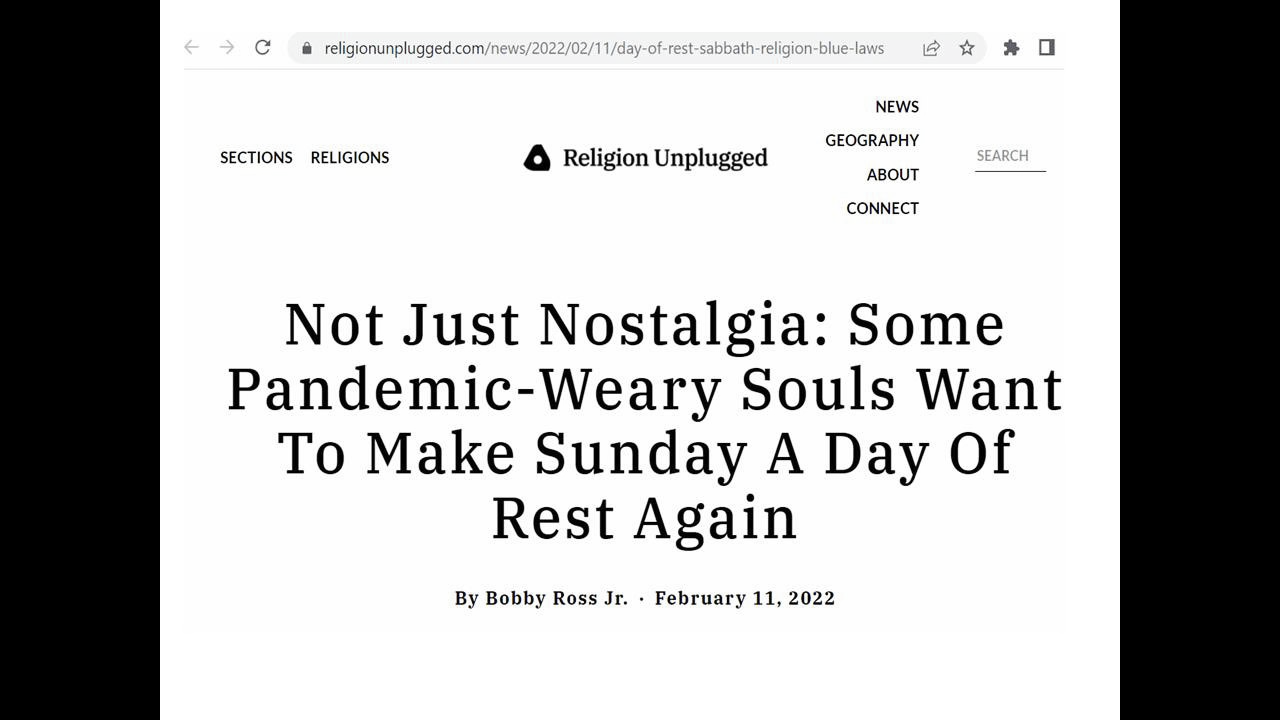 religionunplugged.com/news/2022/02/11/day-of-rest-sabbath-religion-blue-laws
NEWS
GEOGRAPHY
SECTIONS RELIGIONS
Religion Unplugged
SEARCH
ABOUT
CONNECT
Not Just Nostalgia: Some
Pandemic-Weary Souls Want
To Make Sunday A Day Of
Rest Again
By Bobby Ross Jr. · February 11, 2022